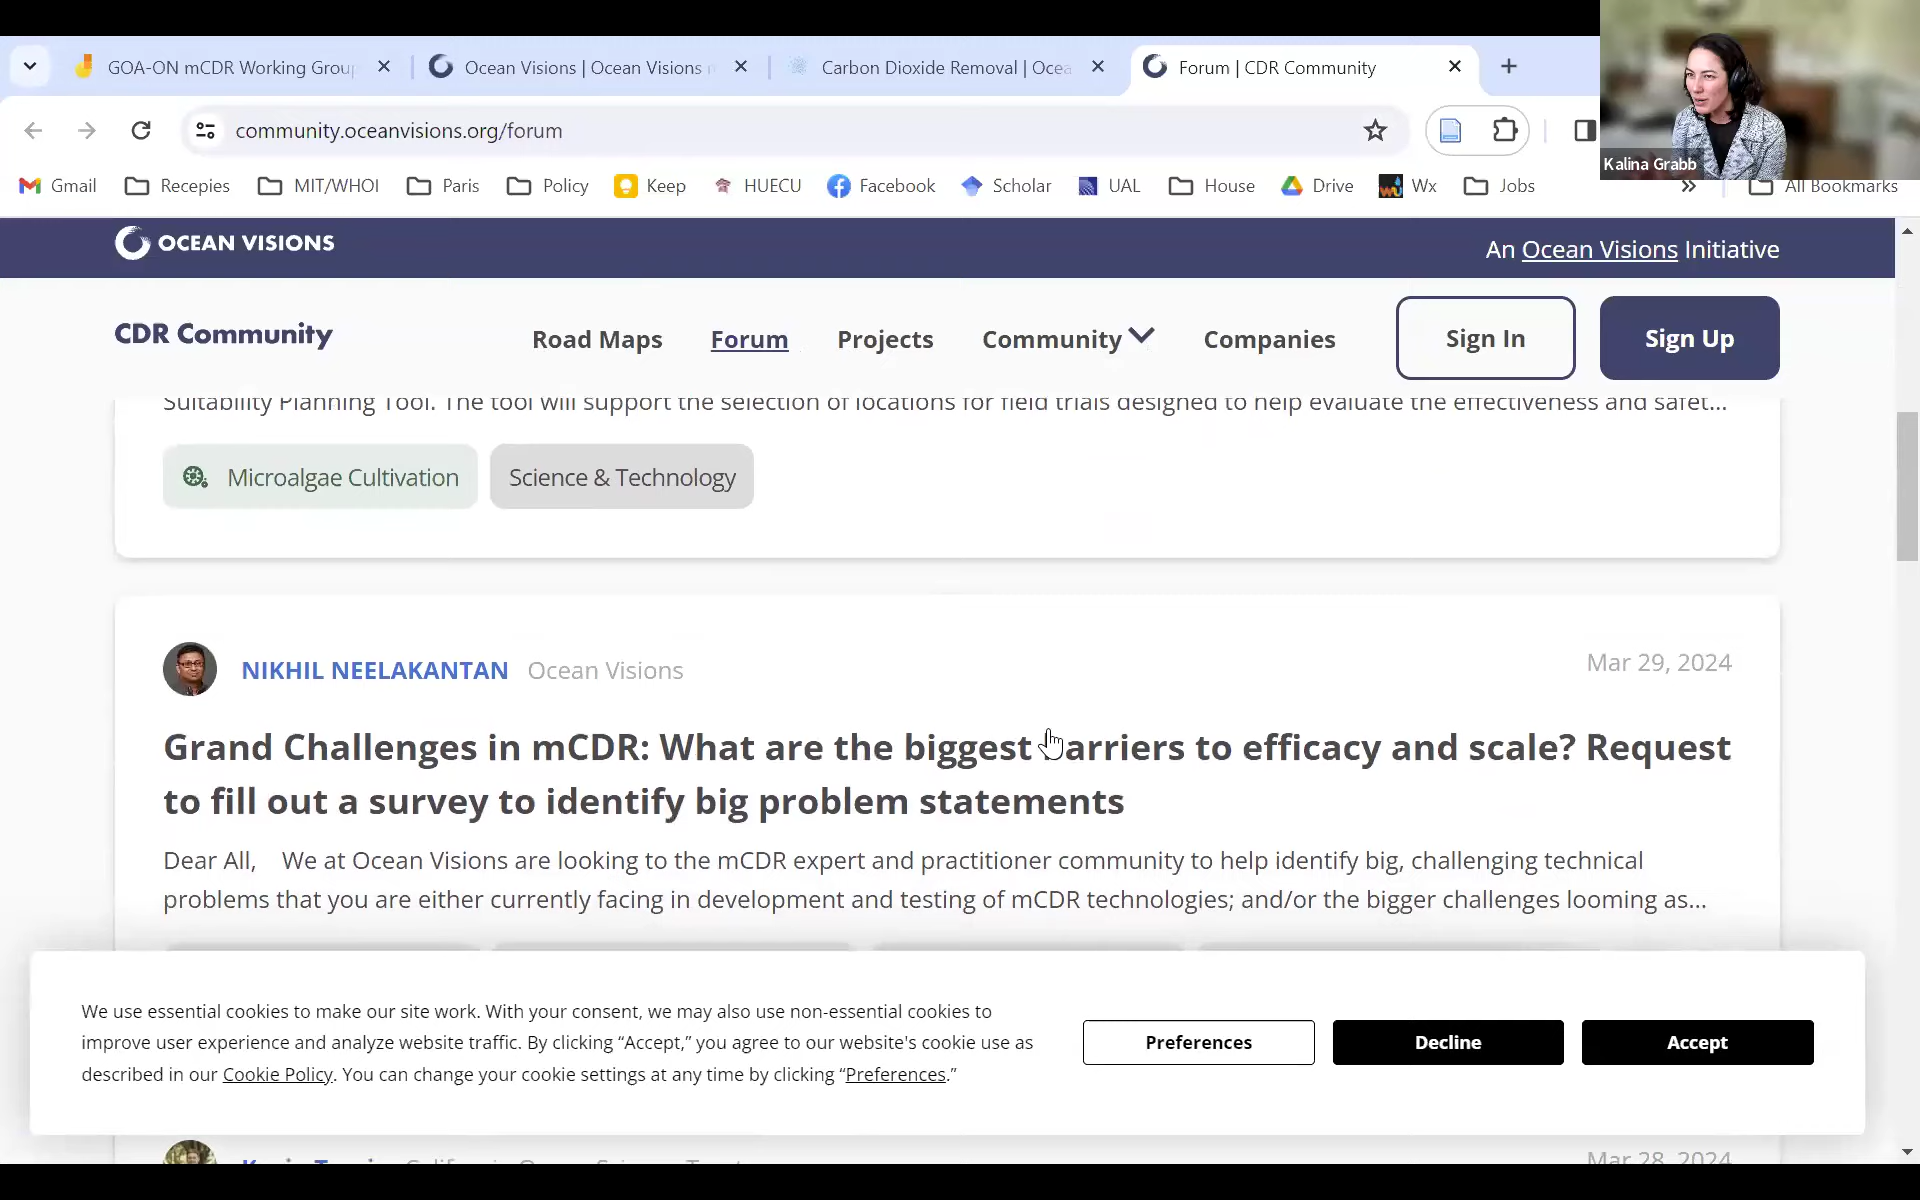 GOA-ON mCDR Working Group
Ocean Visions | Ocean Visions
Carbon Dioxide Removal | Ocea
Forum | CDR Community
community.oceanvisions.org/forum
Kalina Grabb
Gmail
Recepies
MIT/WHOI
Paris
Policy
Keep
HUECU
Facebook
Scholar
UAL
House
Drive
Wx
Jobs
»
All Bookmarks
OCEAN VISIONS
An Ocean Visions Initiative
CDR Community
Road Maps
Forum
Projects
Community
Companies
Sign In
Sign Up
Suitability Planning Tool. The tool will support the selection of locations for field trials designed to help evaluate the effectiveness and safet...
Microalgae Cultivation
Science & Technology
NIKHIL NEELAKANTAN Ocean Visions
Mar 29, 2024
Grand Challenges in mCDR: What are the biggest barriers to efficacy and scale? Request
to fill out a survey to identify big problem statements
Dear All, We at Ocean Visions are looking to the mCDR expert and practitioner community to help identify big, challenging technical
problems that you are either currently facing in development and testing of mCDR technologies; and/or the bigger challenges looming as...
We use essential cookies to make our site work. With your consent, we may also use non-essential cookies to
improve user experience and analyze website traffic. By clicking “Accept,” you agree to our website's cookie use as
described in our Cookie Policy. You can change your cookie settings at any time by clicking “Preferences.”
Preferences
Decline
Accept
Mar 28, 2024